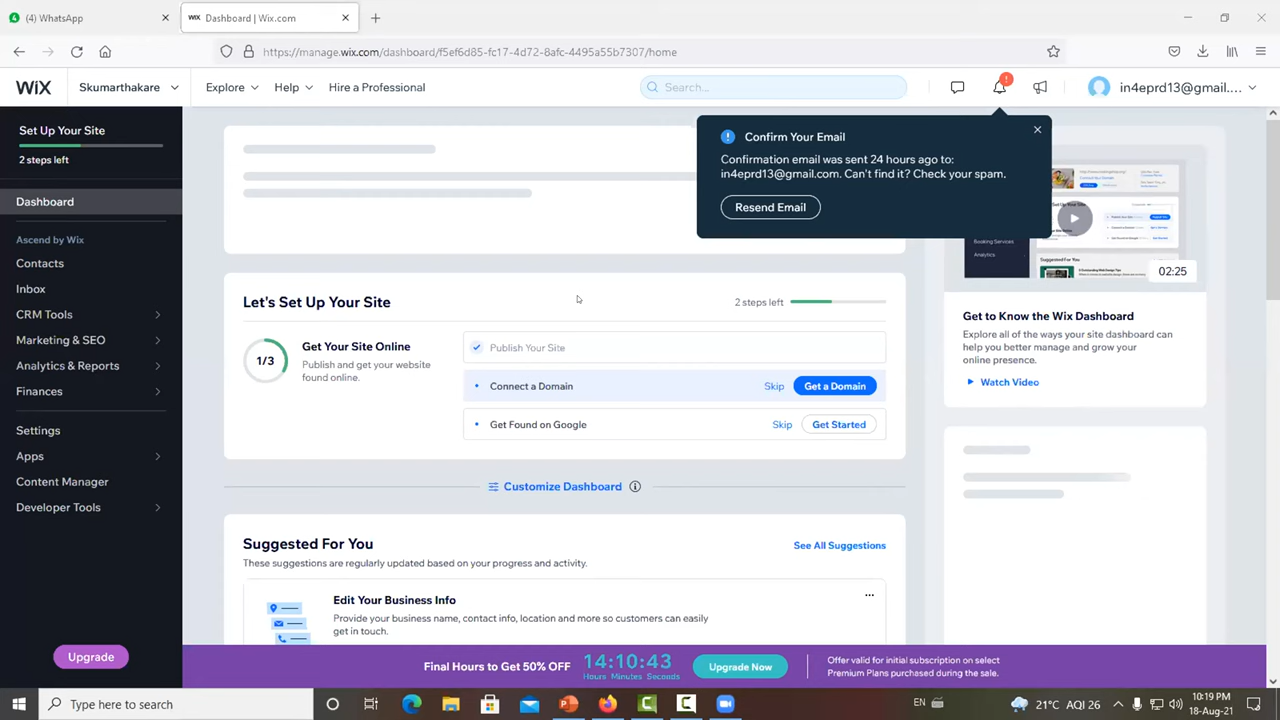 (4) WhatsApp
WiX Dashboard | Wix.com
https://manage.wix.com/dashboard/f5ef6d85-fc17-4d72-8afc-4495a55b7307/home
WiX
Skumarthakare
Explore
Help
Hire a Professional
Search...
in4eprd13@gmail....
Set Up Your Site
2 steps left
Dashboard
Ascend by Wix
Contacts
Inbox
CRM Tools
Marketing & SEO
Analytics & Reports
Finances
Settings
Apps
Content Manager
Developer Tools
Upgrade
Confirm Your Email
Confirmation email was sent 24 hours ago to:
in4eprd13@gmail.com. Can't find it? Check your spam.
Resend Email
Let's Set Up Your Site
2 steps left
1/3
Get Your Site Online
Publish and get your website
found online.
Publish Your Site
Connect a Domain
Skip
Get a Domain
Get Found on Google
Skip
Get Started
Customize Dashboard
Suggested For You
See All Suggestions
These suggestions are regularly updated based on your progress and activity.
Edit Your Business Info
Provide your business name, contact info, location and more so customers can easily
get in touch.
Booking Services
Analytics
02:25
Get to Know the Wix Dashboard
Explore all of the ways your site dashboard can
help you better manage and grow your
online presence.
Watch Video
Final Hours to Get 50% OFF
14:10:43
Hours Minutes Seconds
Upgrade Now
Offer valid for initial subscription on select
Premium Plans purchased during the sale.
Type here to search
EN
21°C AQI 26
10:19 PM
18-Aug-21